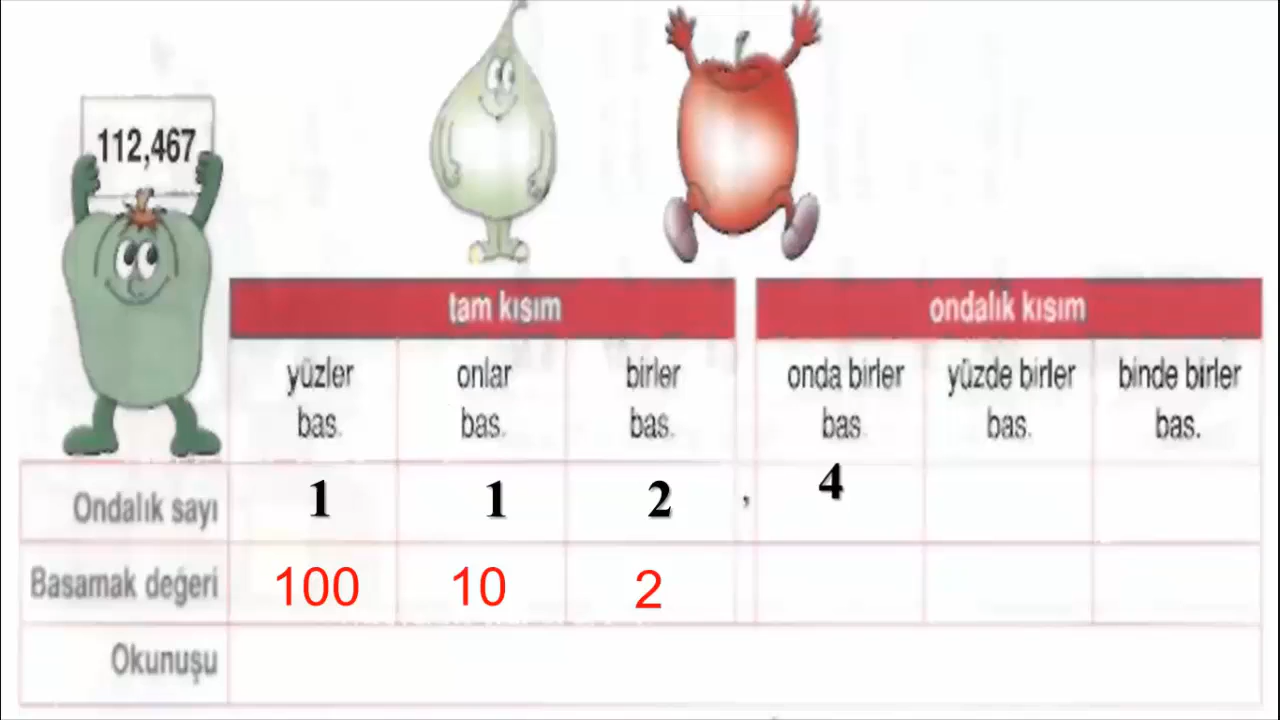 112,467
tam kısım
ondalık kısım
yüzler bas.
onlar bas.
birler bas.
onda birler bas
yüzde birler bas.
binde birler bas.
Ondalık sayı 1 1 2 , 4
Basamak değeri 100 10 2
Okunuşu